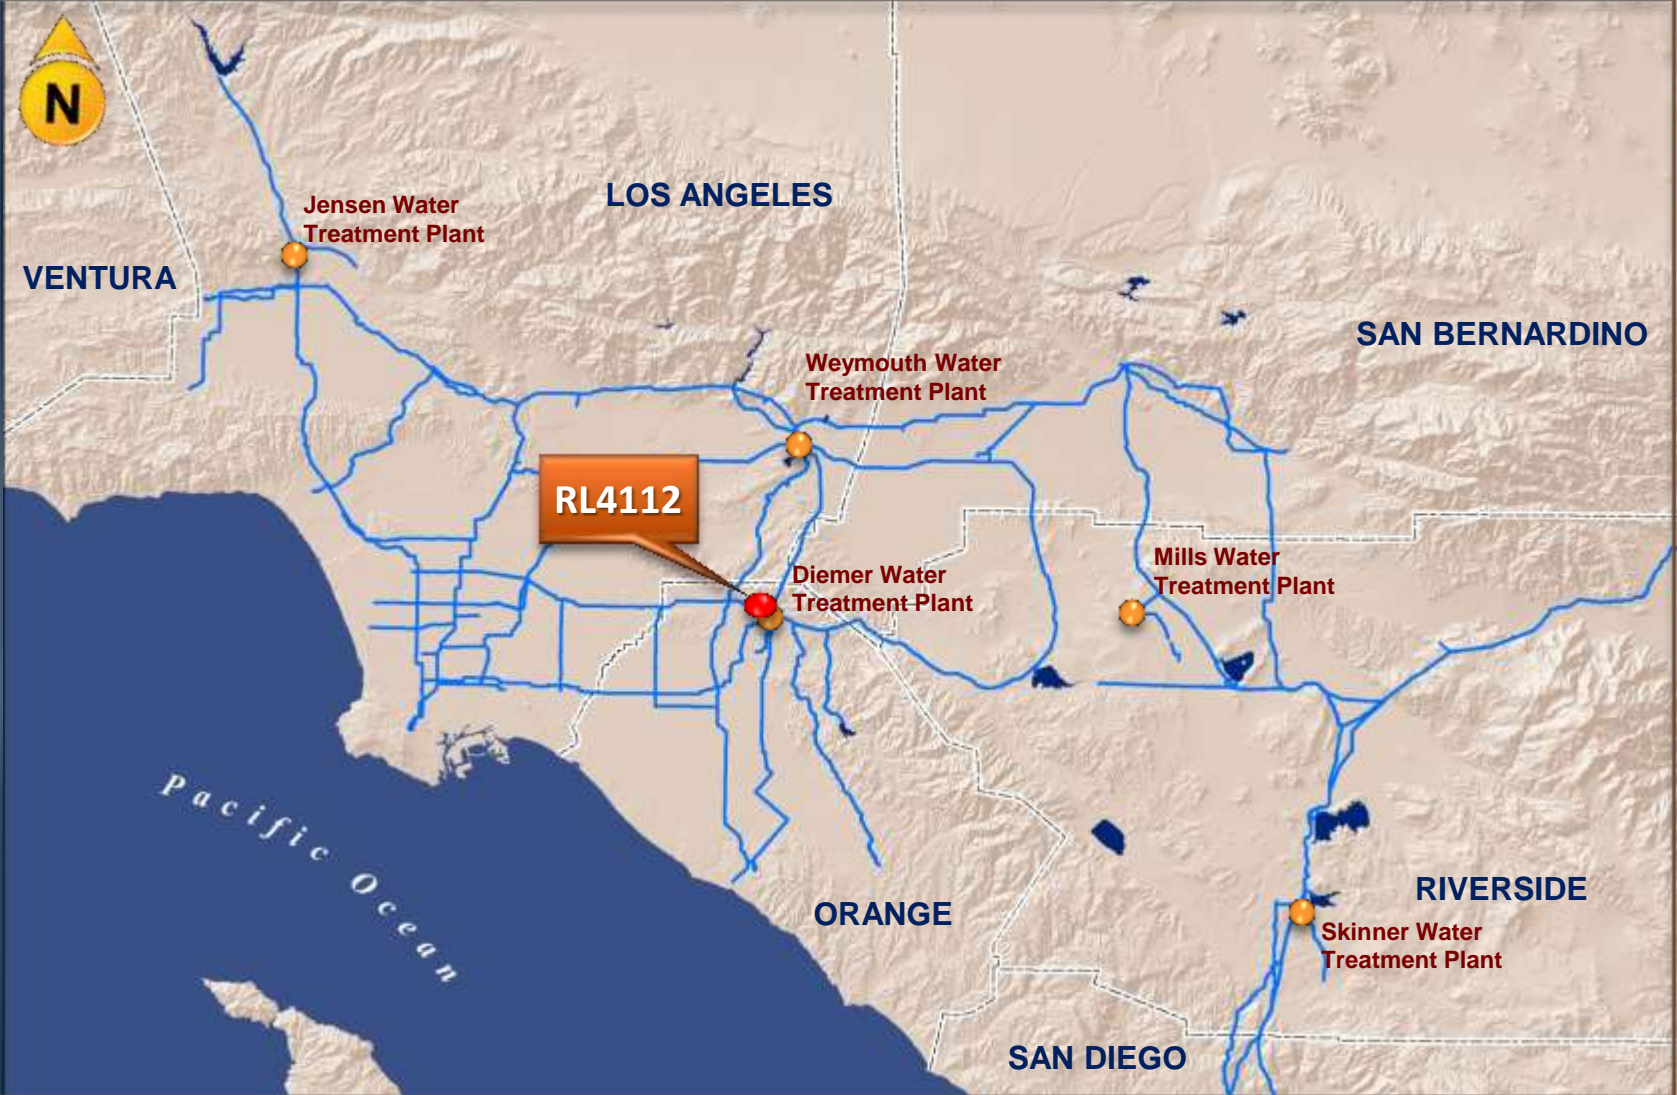 N
LOS ANGELES
Jensen Water
Treatment Plant
VENTURA
SAN BERNARDINO
Weymouth Water
Treatment Plant
RL4112
Mills Water
Treatment Plant
Diemer Water
Treatment Plant
Pacific Ocean
RIVERSIDE
ORANGE
Skinner Water
Treatment Plant
SAN DIEGO